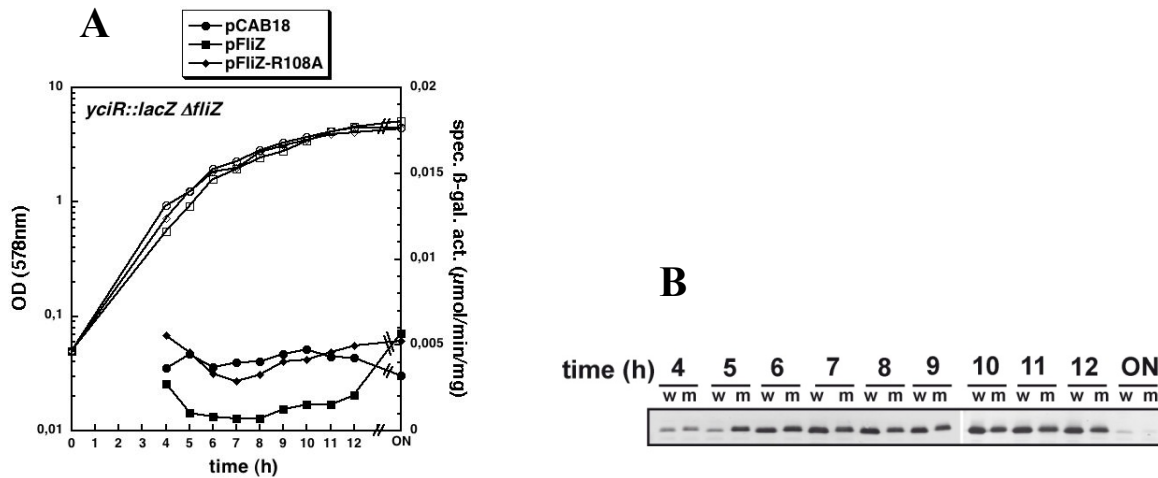 A
pCAB18
pFliZ
pFliZ-R108A
yciR::lacZ ΔfliZ
10
1
0,1
0,01
OD (578nm)
0,02
0,015
0,01
0,005
0
spec. ß-gal. act. (µmol/min/mg)
0 1 2 3 4 5 6 7 8 9 10 11 12 ON
time (h)
B
time (h) 4 5 6 7 8 9 10 11 12 ON
w m w m w m w m w m w m w m w m w m w m